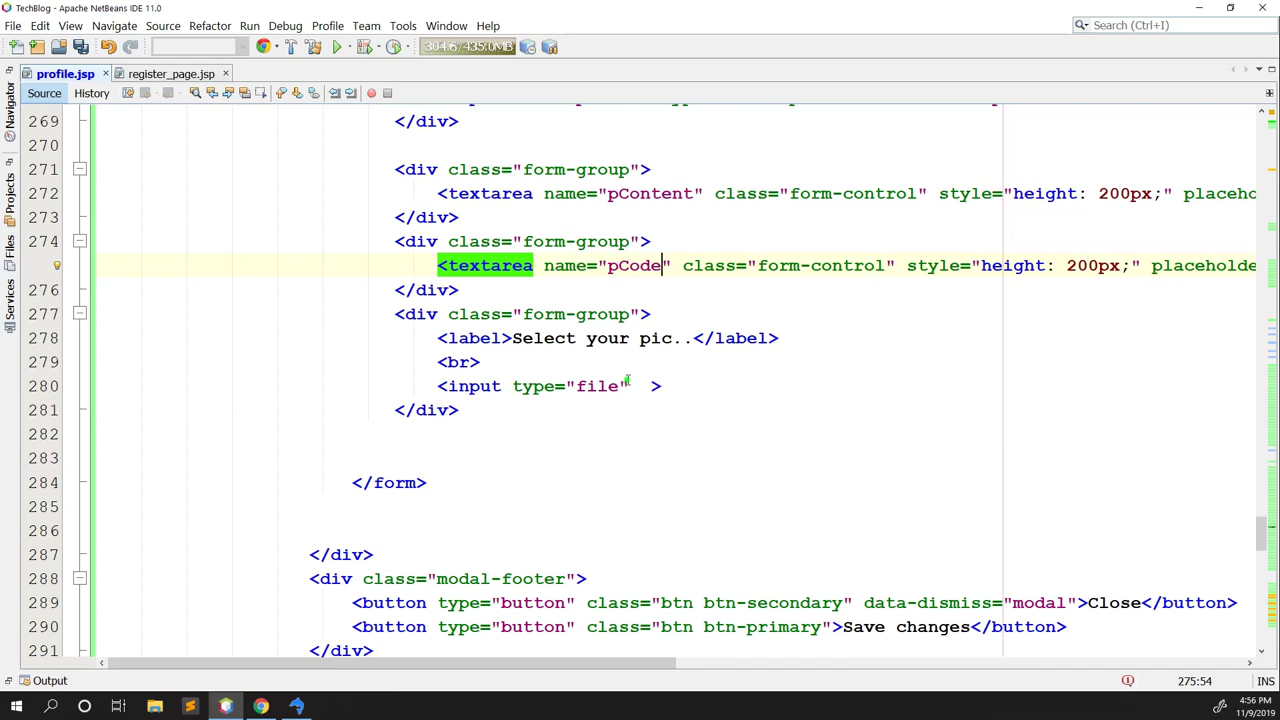 TechBlog - Apache NetBeans IDE 11.0
File Edit View Navigate Source Refactor Run Debug Profile Team Tools Window Help
Search (Ctrl+I)
304.6/435.0MB
profile.jsp register_page.jsp
Source History
269 </div>
270
271 <div class="form-group">
272 <textarea name="pContent" class="form-control" style="height: 200px;" placeho
273 </div>
274 <div class="form-group">
<textarea name="pCode" class="form-control" style="height: 200px;" placeholde
276 </div>
277 <div class="form-group">
278 <label>Select your pic..</label>
279 <br>
280 <input type="file" >
281 </div>
282
283
284 </form>
285
286
287 </div>
288 <div class="modal-footer">
289 <button type="button" class="btn btn-secondary" data-dismiss="modal">Close</button>
290 <button type="button" class="btn btn-primary">Save changes</button>
291 </div>
Navigator
Projects
Files
Services
Output
275:54 INS
4:56 PM
11/9/2019